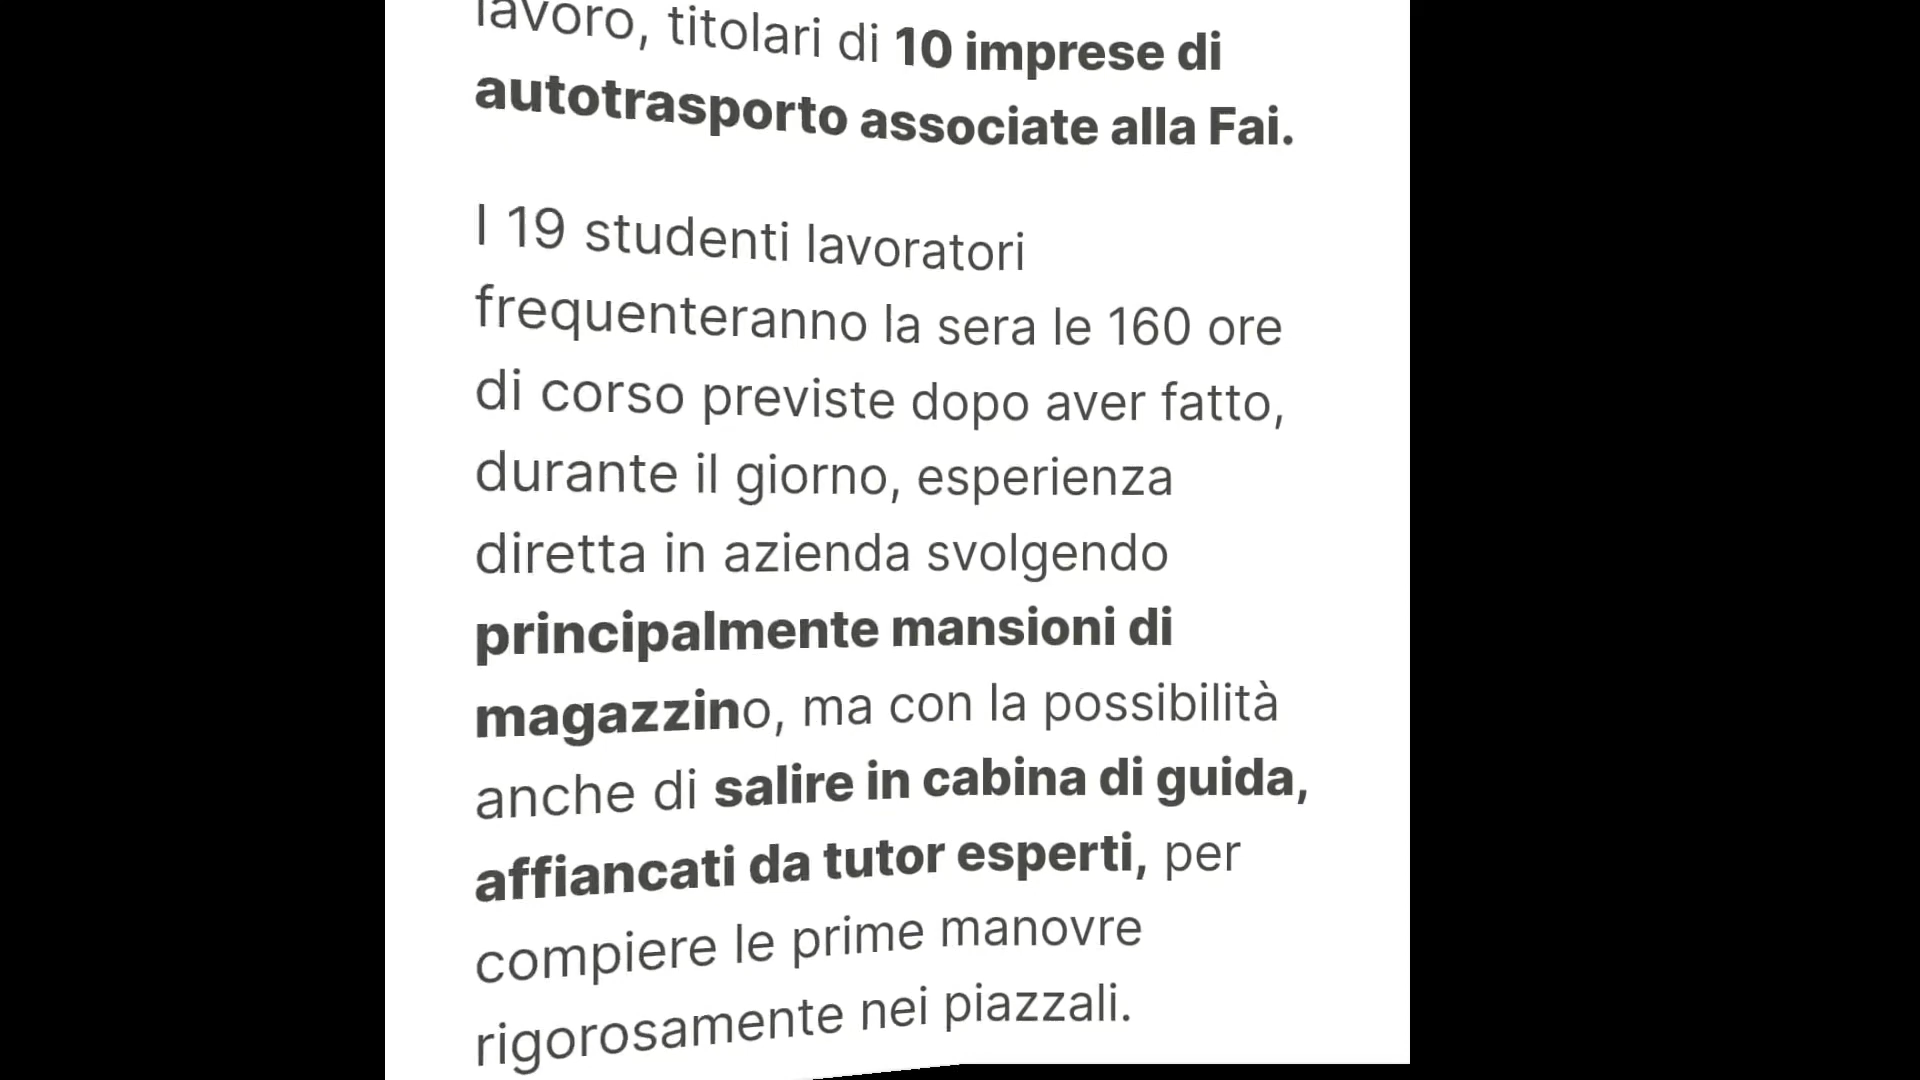 lavoro, titolari di 10 imprese di
autotrasporto associate alla Fai.
I 19 studenti lavoratori
frequenteranno la sera le 160 ore
di corso previste dopo aver fatto,
durante il giorno, esperienza
diretta in azienda svolgendo
principalmente mansioni di
magazzino, ma con la possibilità
anche di salire in cabina di guida,
affiancati da tutor esperti, per
compiere le prime manovre
rigorosamente nei piazzali.